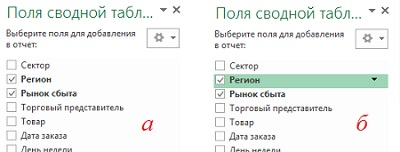 Поля сводной табл...
Выберите поля для добавления
в отчет:
Сектор
Регион
Рынок сбыта
Торговый представитель
Товар
Дата заказа
День недели
а
Поля сводной табл...
Выберите поля для добавления
в отчет:
Сектор
Регион
Рынок сбыта
Торговый представитель
Товар
Дата заказа
День недели
б